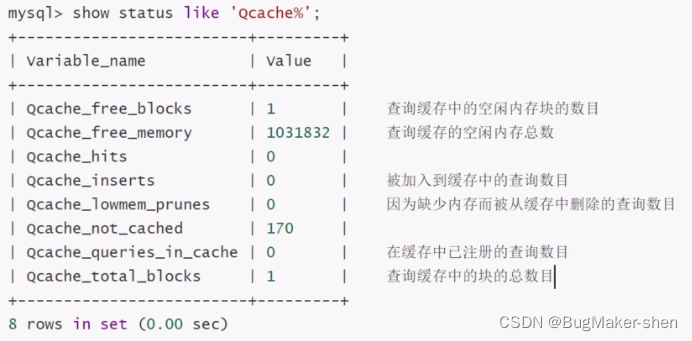 mysql> show status like 'Qcache%';
+-------------------------+---------+
| Variable_name | Value |
+-------------------------+---------+
| Qcache_free_blocks | 1 | 查询缓存中的空闲内存块的数目
| Qcache_free_memory | 1031832 | 查询缓存的空闲内存总数
| Qcache_hits | 0 |
| Qcache_inserts | 0 | 被加入到缓存中的查询数目
| Qcache_lowmem_prunes | 0 | 因为缺少内存而被从缓存中删除的查询数目
| Qcache_not_cached | 170 |
| Qcache_queries_in_cache | 0 | 在缓存中已注册的查询数目
| Qcache_total_blocks | 1 | 查询缓存中的块的总数目
+-------------------------+---------+
8 rows in set (0.00 sec)
CSDN @BugMaker-shen